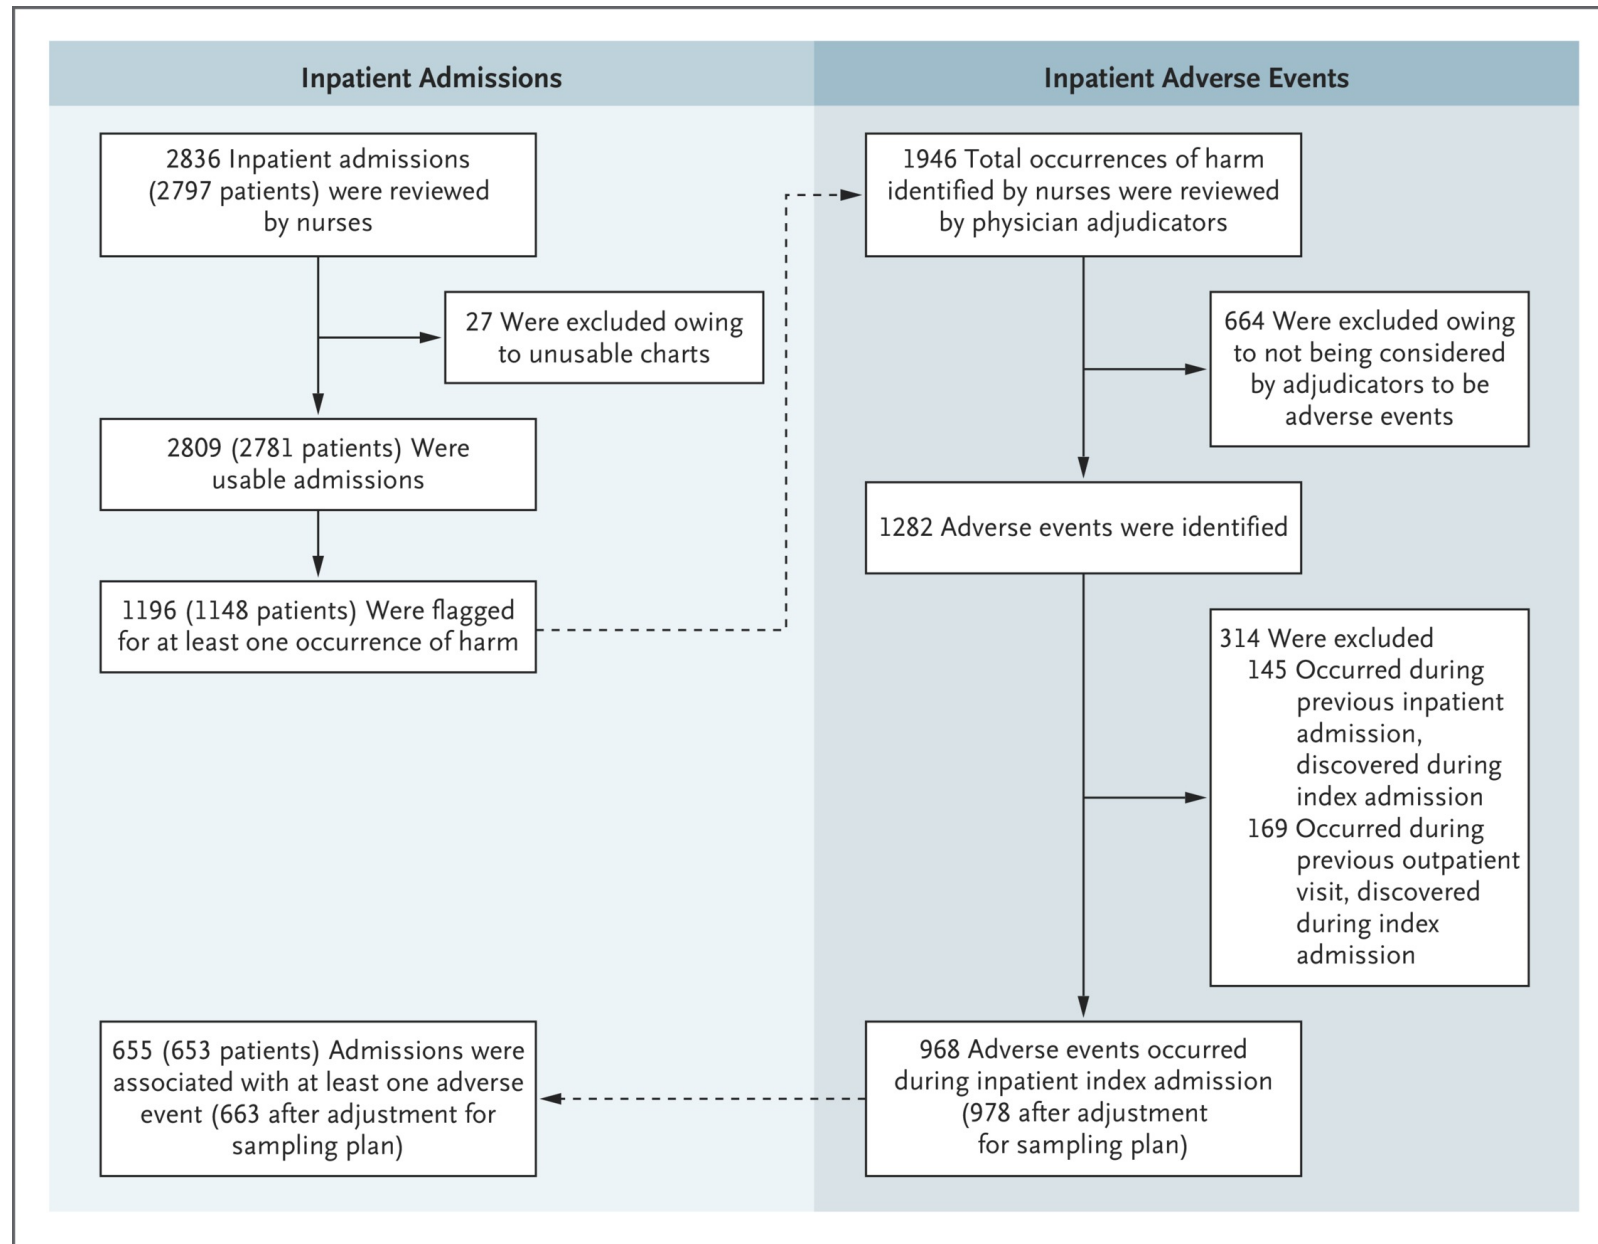 Inpatient Admissions
2836 Inpatient admissions
(2797 patients) were reviewed
by nurses
27 Were excluded owing
to unusable charts
2809 (2781 patients) Were
usable admissions
1196 (1148 patients) Were flagged
for at least one occurrence of harm
655 (653 patients) Admissions were
associated with at least one adverse
event (663 after adjustment for
sampling plan)
Inpatient Adverse Events
1946 Total occurrences of harm
identified by nurses were reviewed
by physician adjudicators
664 Were excluded owing
to not being considered
by adjudicators to be
adverse events
1282 Adverse events were identified
314 Were excluded
145 Occurred during
previous inpatient
admission,
discovered during
index admission
169 Occurred during
previous outpatient
visit, discovered
during index
admission
968 Adverse events occurred
during inpatient index admission
(978 after adjustment
for sampling plan)